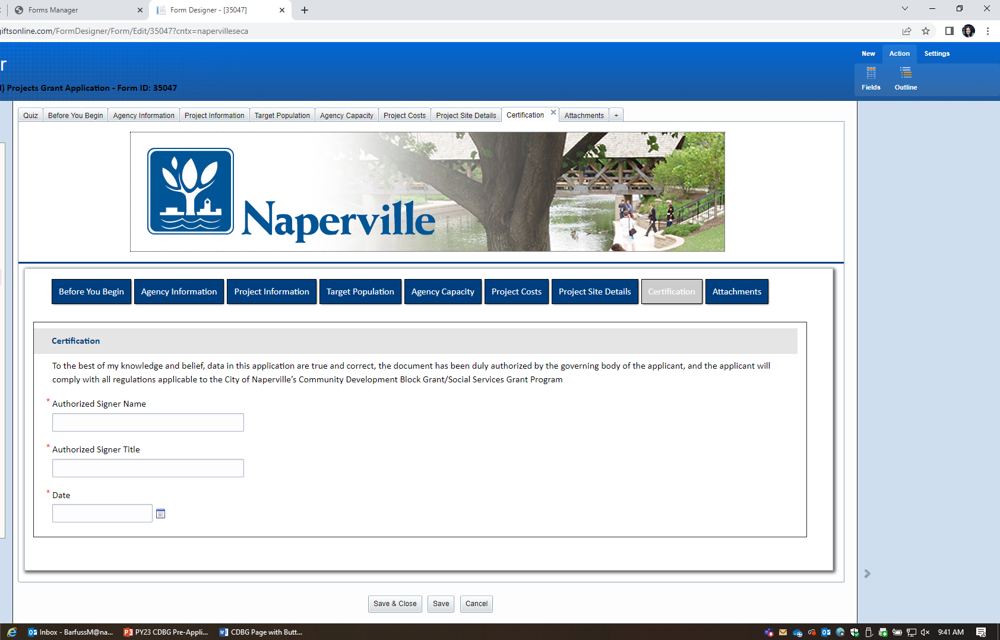 Forms Manager
Form Designer - [35047]
giftsonline.com/FormDesigner/Form/Edit/35047?cntx=napervilleseca
New Action Settings
r
Fields Outline
) Projects Grant Application - Form ID: 35047
Quiz Before You Begin Agency Information Project Information Target Population Agency Capacity Project Costs Project Site Details Certification Attachments +
Naperville
Before You Begin Agency Information Project Information Target Population Agency Capacity Project Costs Project Site Details Certification Attachments
Certification
To the best of my knowledge and belief, data in this application are true and correct, the document has been duly authorized by the governing body of the applicant, and the applicant will
comply with all regulations applicable to the City of Naperville’s Community Development Block Grant/Social Services Grant Program
* Authorized Signer Name
* Authorized Signer Title
* Date
Save & Close Save Cancel
Inbox - BarfussM@na... PY23 CDBG Pre-Appli... CDBG Page with Butt... 9:41 AM